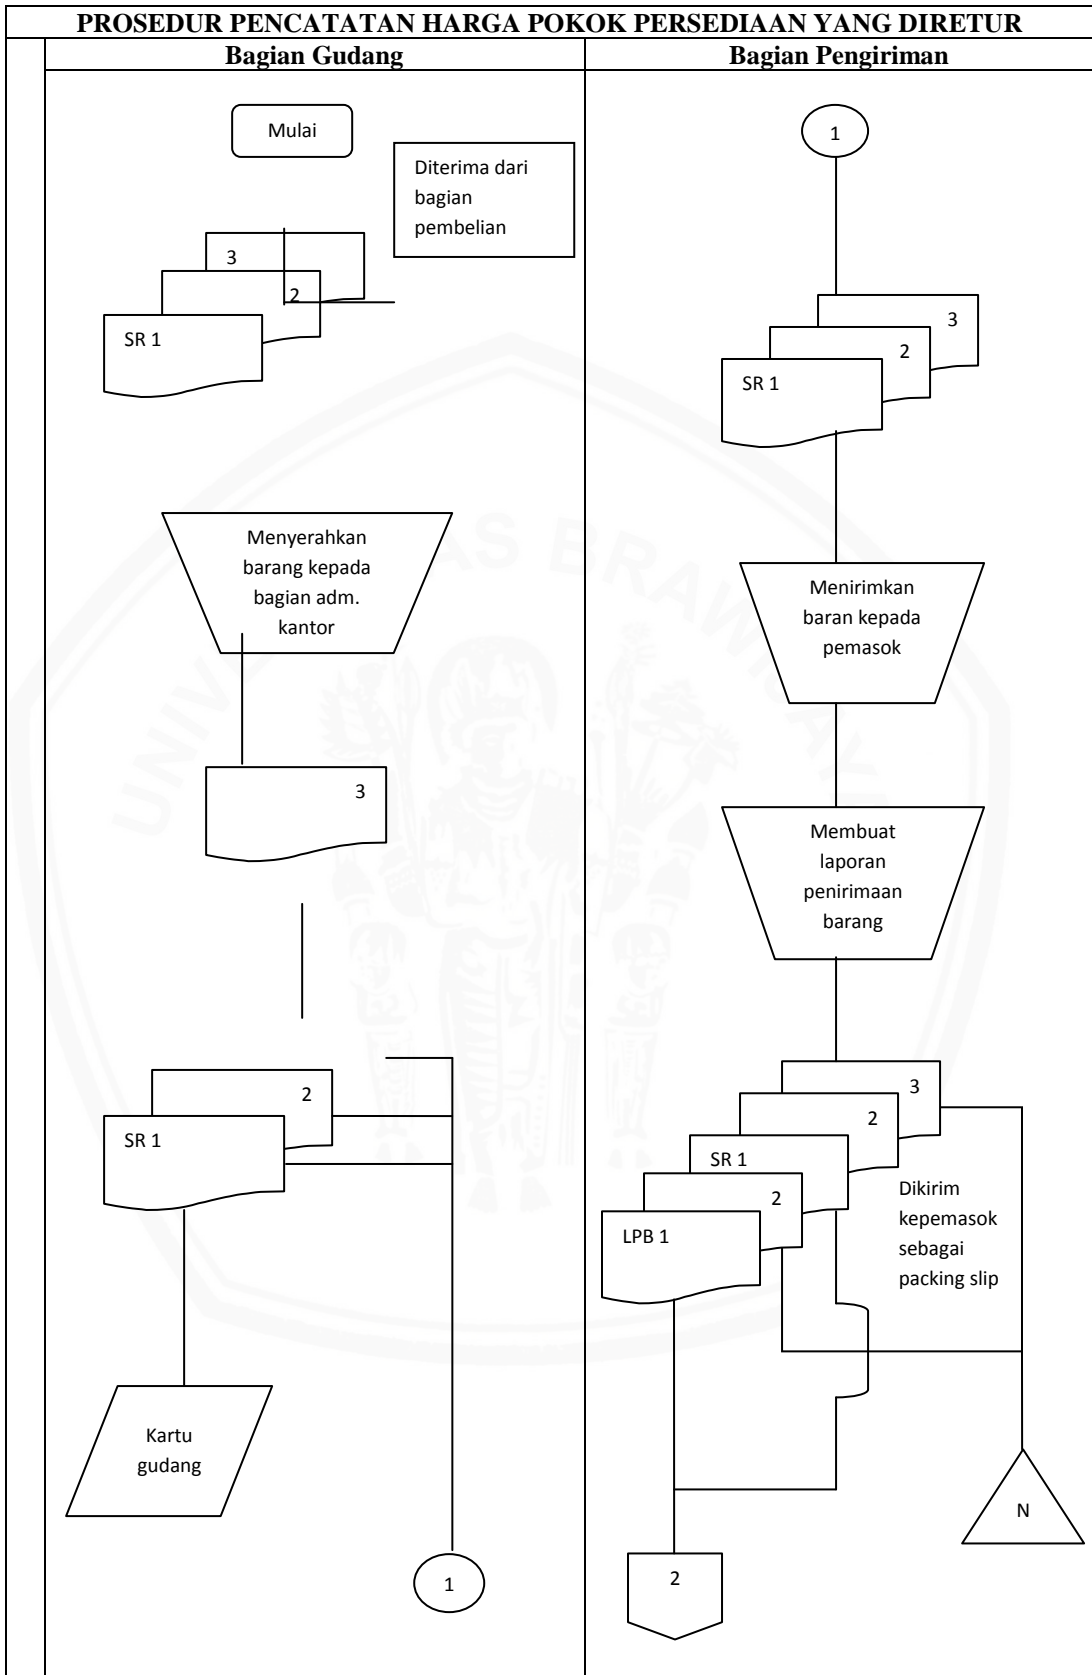 PROSEDUR PENCATATAN HARGA POKOK PERSEDIAAN YANG DIRETUR
Bagian Gudang
Bagian Pengiriman
Mulai
Diterima dari
bagian
pembelian
3
2
SR 1
Menyerahkan
barang kepada
bagian adm.
kantor
3
2
SR 1
Kartu
gudang
1
1
3
2
SR 1
Menirimkan
baran kepada
pemasok
Membuat
laporan
penirimaan
barang
3
2
SR 1
2
LPB 1
Dikirim
kepemasok
sebagai
packing slip
N
2
UNIVERSITAS BRAWIJAYA